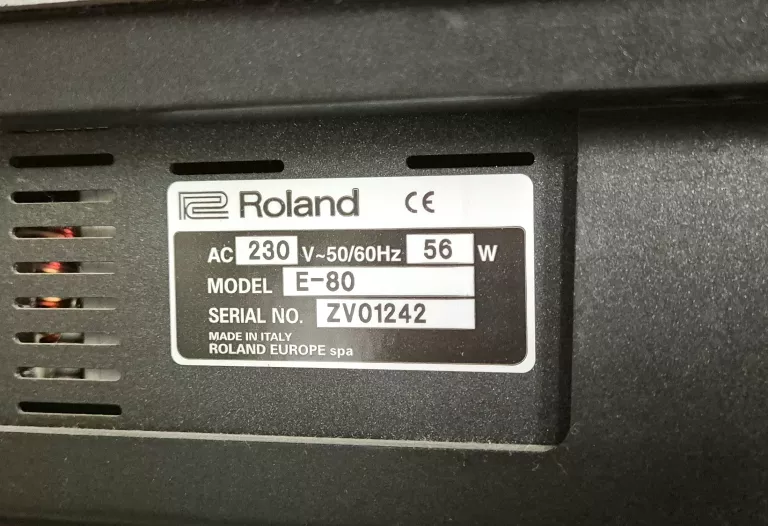 Roland CE
AC 230 V~50/60Hz 56 W
MODEL E-80
SERIAL NO. ZV01242
MADE IN ITALY
ROLAND EUROPE spa